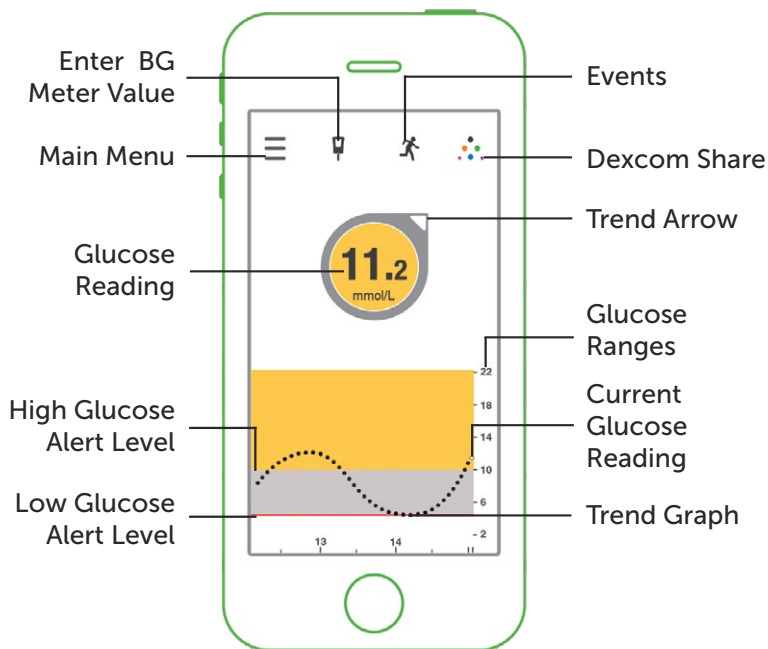 Enter BG
Meter Value
Events
Main Menu
Dexcom Share
Trend Arrow
Glucose
Reading
11.2
mmol/L
Glucose
Ranges
22
18
High Glucose
Alert Level
Current
Glucose
Reading
14
10
6
Low Glucose
Alert Level
Trend Graph
2
13
14